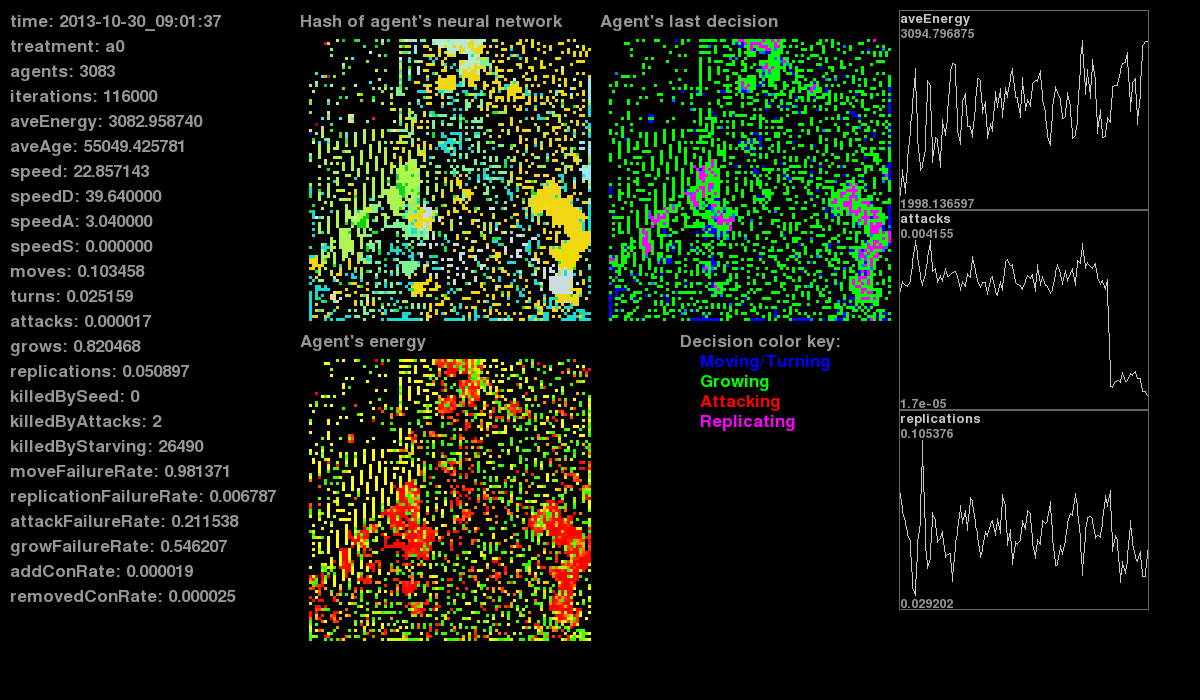 time: 2013-10-30_09:01:37
treatment: a0
agents: 3083
iterations: 116000
aveEnergy: 3082.958740
aveAge: 55049.425781
speed: 22.857143
speedD: 39.640000
speedA: 3.040000
speedS: 0.000000
moves: 0.103458
turns: 0.025159
attacks: 0.000017
grows: 0.820468
replications: 0.050897
killedBySeed: 0
killedByAttacks: 2
killedByStarving: 26490
moveFailureRate: 0.981371
replicationFailureRate: 0.006787
attackFailureRate: 0.211538
growFailureRate: 0.546207
addConRate: 0.000019
removedConRate: 0.000025
Hash of agent's neural network
Agent's last decision
Agent's energy
Decision color key:
Moving/Turning
Growing
Attacking
Replicating
aveEnergy
3094.796875
1998.136597
attacks
0.004155
1.7e-05
replications
0.105376
0.029202